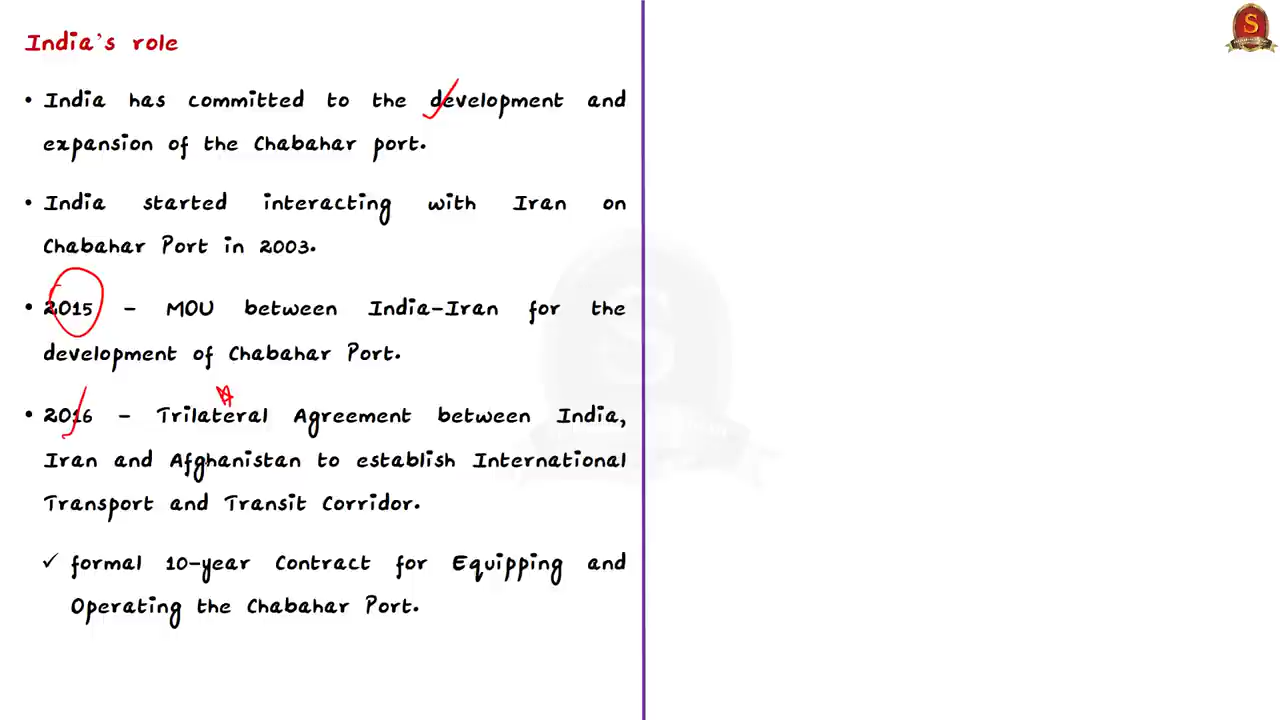 India's role
• India has committed to the development and
expansion of the Chabahar port.
• India started interacting with Iran on
Chabahar Port in 2003.
• 2015 – MOU between India-Iran for the
development of Chabahar Port.
• 2016 – Trilateral Agreement between India,
Iran and Afghanistan to establish International
Transport and Transit Corridor.
✓ formal 10-year Contract for Equipping and
Operating the Chabahar Port.
S